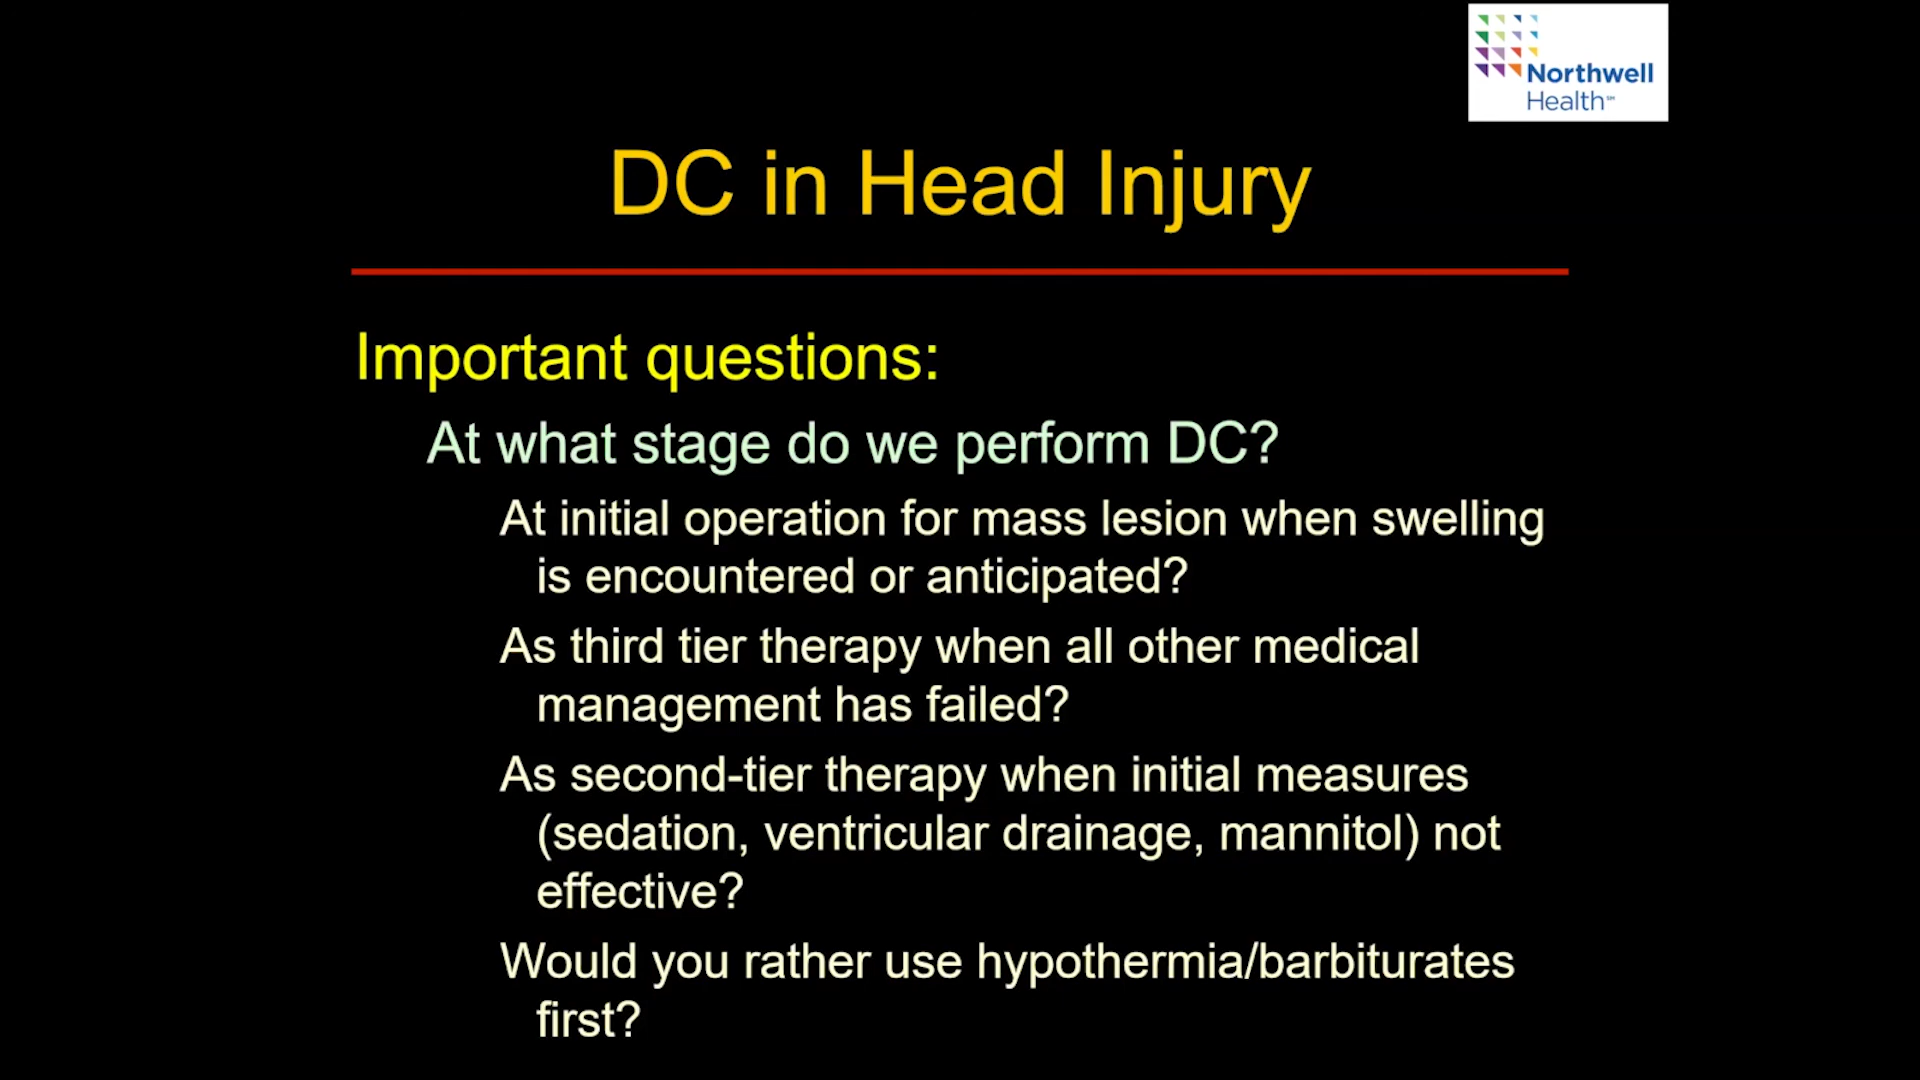 Northwell
Health℠
DC in Head Injury
Important questions:
At what stage do we perform DC?
At initial operation for mass lesion when swelling
is encountered or anticipated?
As third tier therapy when all other medical
management has failed?
As second-tier therapy when initial measures
(sedation, ventricular drainage, mannitol) not
effective?
Would you rather use hypothermia/barbiturates
first?